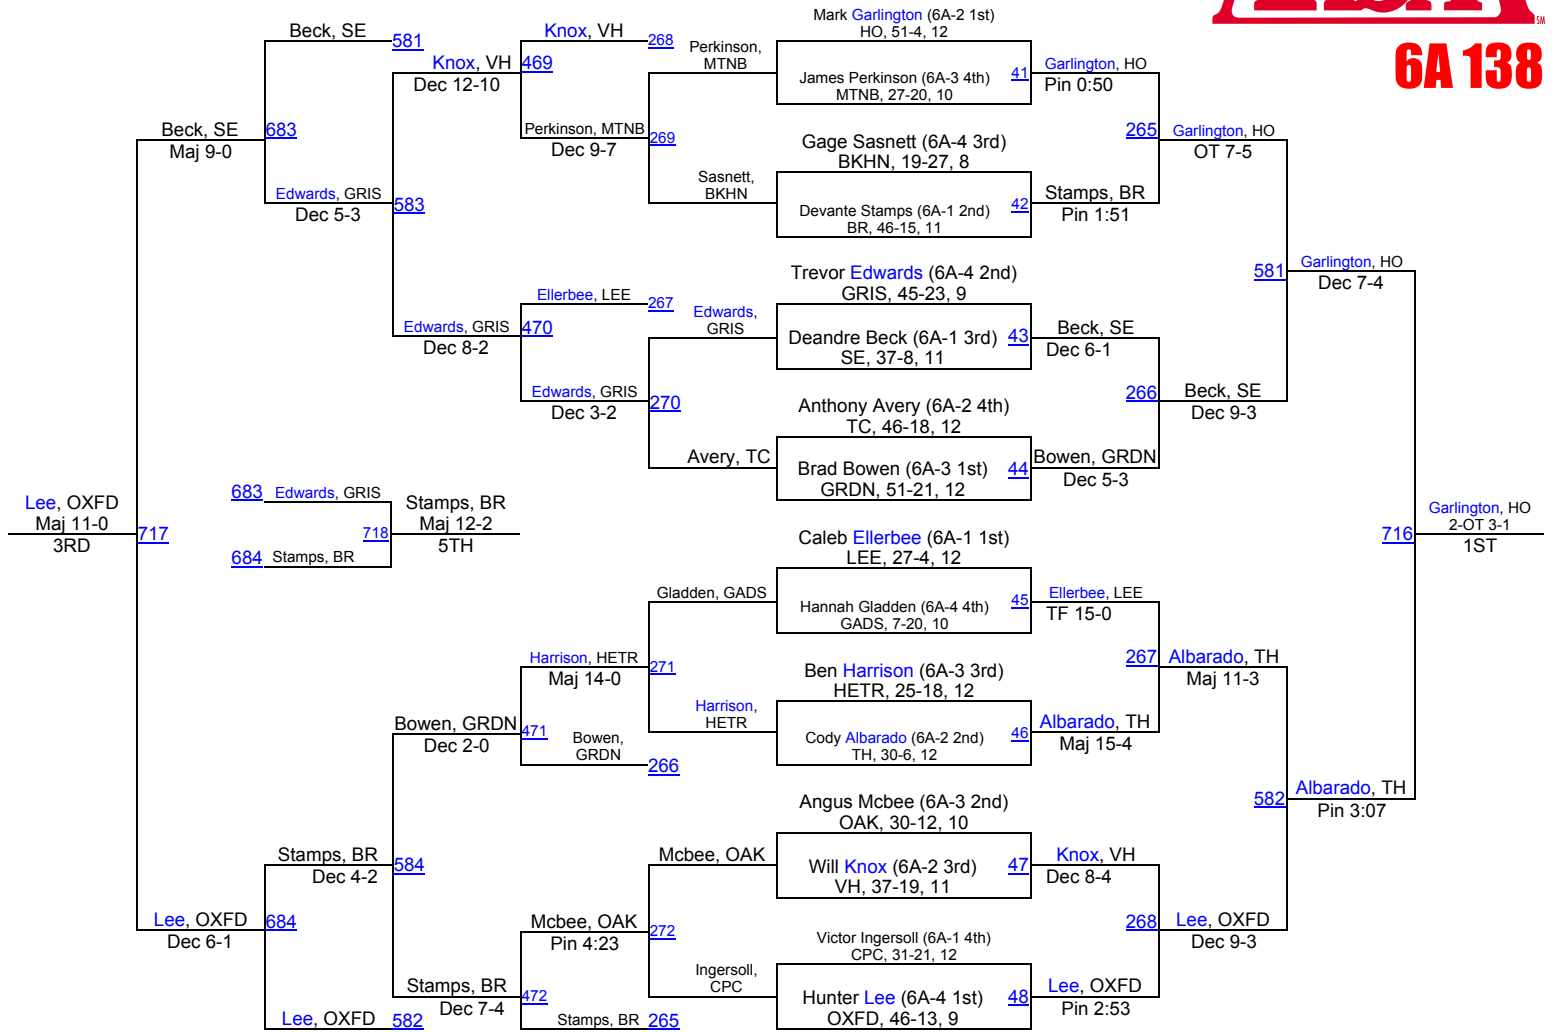 6A 138
SM
Beck, SE
581
Knox, VH
268
Mark Garlington (6A-2 1st)
HO, 51-4, 12
Perkinson,
MTNB
Knox, VH
469
Dec 12-10
James Perkinson (6A-3 4th)
MTNB, 27-20, 10
41
Garlington, HO
Pin 0:50
Beck, SE
683
Maj 9-0
Perkinson, MTNB
269
Dec 9-7
Gage Sasnett (6A-4 3rd)
BKHN, 19-27, 8
265
Garlington, HO
OT 7-5
Edwards, GRIS
583
Dec 5-3
Sasnett,
BKHN
Devante Stamps (6A-1 2nd)
BR, 46-15, 11
42
Stamps, BR
Pin 1:51
Trevor Edwards (6A-4 2nd)
GRIS, 45-23, 9
581
Garlington, HO
Dec 7-4
Ellerbee, LEE
267
Edwards,
GRIS
Edwards, GRIS
470
Dec 8-2
Deandre Beck (6A-1 3rd)
SE, 37-8, 11
43
Beck, SE
Dec 6-1
Edwards, GRIS
270
Dec 3-2
Anthony Avery (6A-2 4th)
TC, 46-18, 12
266
Beck, SE
Dec 9-3
Avery, TC
Brad Bowen (6A-3 1st)
GRDN, 51-21, 12
44
Bowen, GRDN
Dec 5-3
Lee, OXFD
Maj 11-0
3RD
717
683
Edwards, GRIS
684
Stamps, BR
718
Stamps, BR
Maj 12-2
5TH
716
Garlington, HO
2-OT 3-1
1ST
Caleb Ellerbee (6A-1 1st)
LEE, 27-4, 12
Gladden, GADS
Hannah Gladden (6A-4 4th)
GADS, 7-20, 10
45
Ellerbee, LEE
TF 15-0
Harrison, HETR
271
Maj 14-0
Ben Harrison (6A-3 3rd)
HETR, 25-18, 12
267
Albarado, TH
Maj 11-3
Harrison,
HETR
Bowen, GRDN
471
Dec 2-0
Bowen,
GRDN
266
Cody Albarado (6A-2 2nd)
TH, 30-6, 12
46
Albarado, TH
Maj 15-4
Angus Mcbee (6A-3 2nd)
OAK, 30-12, 10
582
Albarado, TH
Pin 3:07
Stamps, BR
584
Dec 4-2
Mcbee, OAK
Will Knox (6A-2 3rd)
VH, 37-19, 11
47
Knox, VH
Dec 8-4
Lee, OXFD
684
Dec 6-1
Mcbee, OAK
272
Pin 4:23
Victor Ingersoll (6A-1 4th)
CPC, 31-21, 12
268
Lee, OXFD
Dec 9-3
Ingersoll,
CPC
Stamps, BR
472
Dec 7-4
Hunter Lee (6A-4 1st)
OXFD, 46-13, 9
48
Lee, OXFD
Pin 2:53
Lee, OXFD
582
Stamps, BR
265